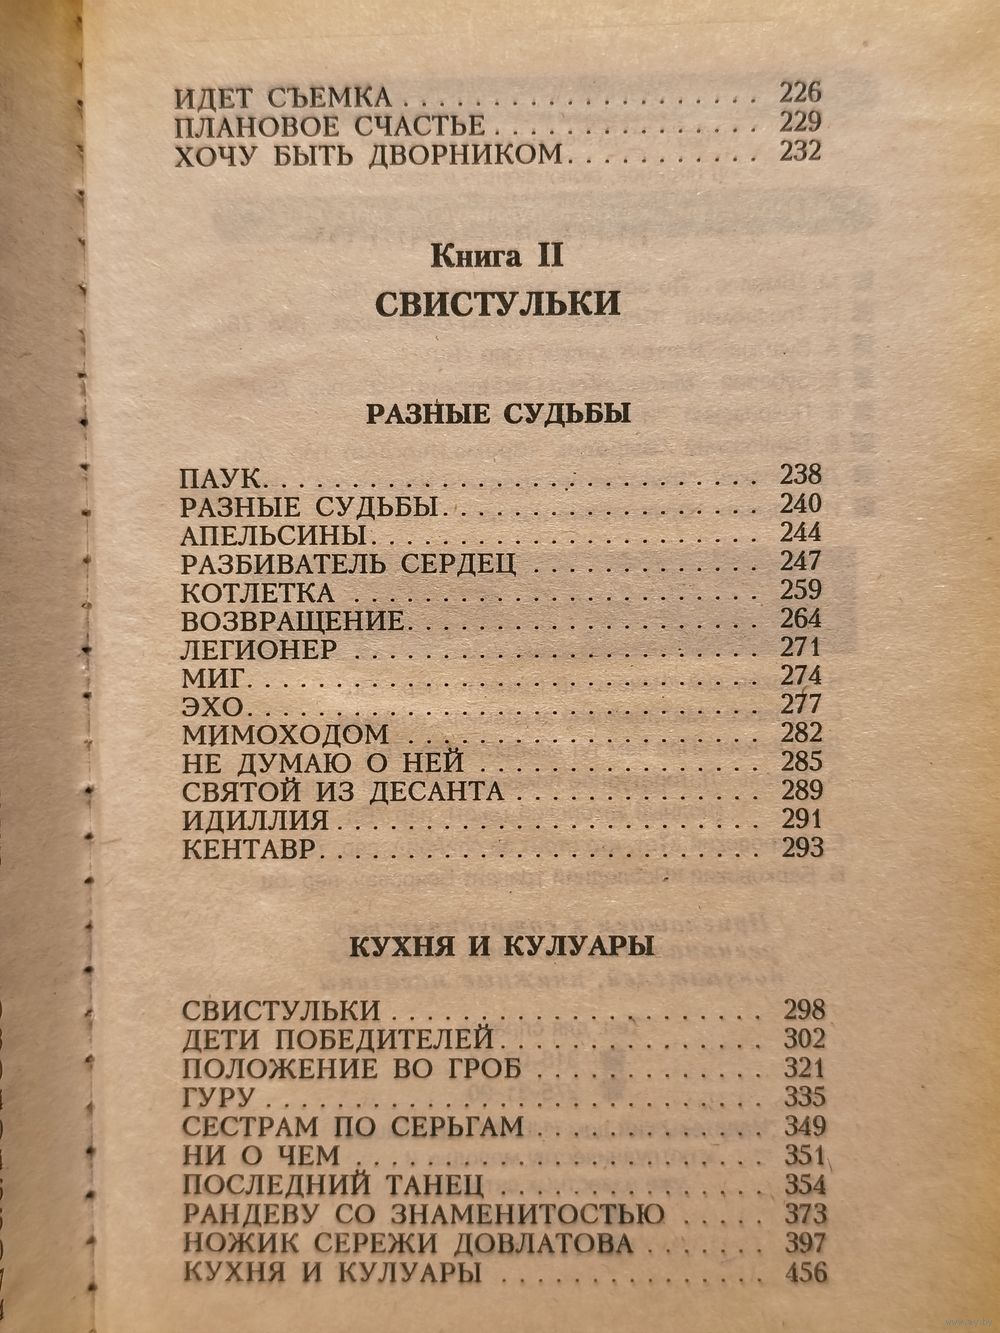 ИДЕТ СЪЕМКА . . . . . . . . . . . . . . . . . . . . 226
ПЛАНОВОЕ СЧАСТЬЕ. . . . . . . . . . . . . . . 229
ХОЧУ БЫТЬ ДВОРНИКОМ. . . . . . . . . . . 232
Книга II
СВИСТУЛЬКИ
РАЗНЫЕ СУДЬБЫ
ПАУК. . . . . . . . . . . . . . . . . . . . . . . . . . . . 238
РАЗНЫЕ СУДЬБЫ. . . . . . . . . . . . . . . . . . 240
АПЕЛЬСИНЫ. . . . . . . . . . . . . . . . . . . . . . 244
РАЗБИВАТЕЛЬ СЕРДЕЦ . . . . . . . . . . . . . 247
КОТЛЕТКА . . . . . . . . . . . . . . . . . . . . . . . 259
ВОЗВРАЩЕНИЕ. . . . . . . . . . . . . . . . . . . . 264
ЛЕГИОНЕР . . . . . . . . . . . . . . . . . . . . . . . 271
МИГ. . . . . . . . . . . . . . . . . . . . . . . . . . . . . 274
ЭХО. . . . . . . . . . . . . . . . . . . . . . . . . . . . . 277
МИМОХОДОМ . . . . . . . . . . . . . . . . . . . . 282
НЕ ДУМАЮ О НЕЙ . . . . . . . . . . . . . . . . 285
СВЯТОЙ ИЗ ДЕСАНТА . . . . . . . . . . . . . . 289
ИДИЛЛИЯ . . . . . . . . . . . . . . . . . . . . . . . . 291
КЕНТАВР. . . . . . . . . . . . . . . . . . . . . . . . . 293
КУХНЯ И КУЛУАРЫ
СВИСТУЛЬКИ . . . . . . . . . . . . . . . . . . . . . 298
ДЕТИ ПОБЕДИТЕЛЕЙ. . . . . . . . . . . . . . . 302
ПОЛОЖЕНИЕ ВО ГРОБ . . . . . . . . . . . . . 321
ГУРУ . . . . . . . . . . . . . . . . . . . . . . . . . . . . 335
СЕСТРАМ ПО СЕРЬГАМ . . . . . . . . . . . . . 349
НИ О ЧЕМ . . . . . . . . . . . . . . . . . . . . . . . 351
ПОСЛЕДНИЙ ТАНЕЦ . . . . . . . . . . . . . . . 354
РАНДЕВУ СО ЗНАМЕНИТОСТЬЮ . . . . . 373
НОЖИК СЕРЕЖИ ДОВЛАТОВА . . . . . . . 397
КУХНЯ И КУЛУАРЫ . . . . . . . . . . . . . . . 456
www.ay.by